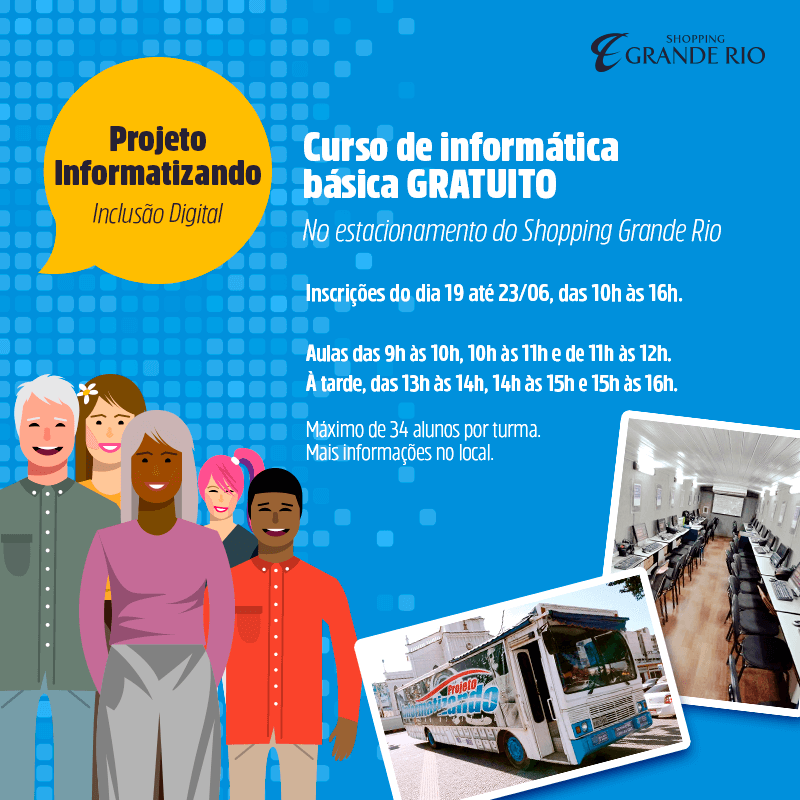 SHOPPING
GRANDE RIO
Projeto
Informatizando
Inclusão Digital
Curso de informática
básica GRATUITO
No estacionamento do Shopping Grande Rio
Inscrições do dia 19 até 23/06, das 10h às 16h.
Aulas das 9h às 10h, 10h às 11h e de 11h às 12h.
À tarde, das 13h às 14h, 14h às 15h e 15h às 16h.
Máximo de 34 alunos por turma.
Mais informações no local.
Projeto
Informatizando